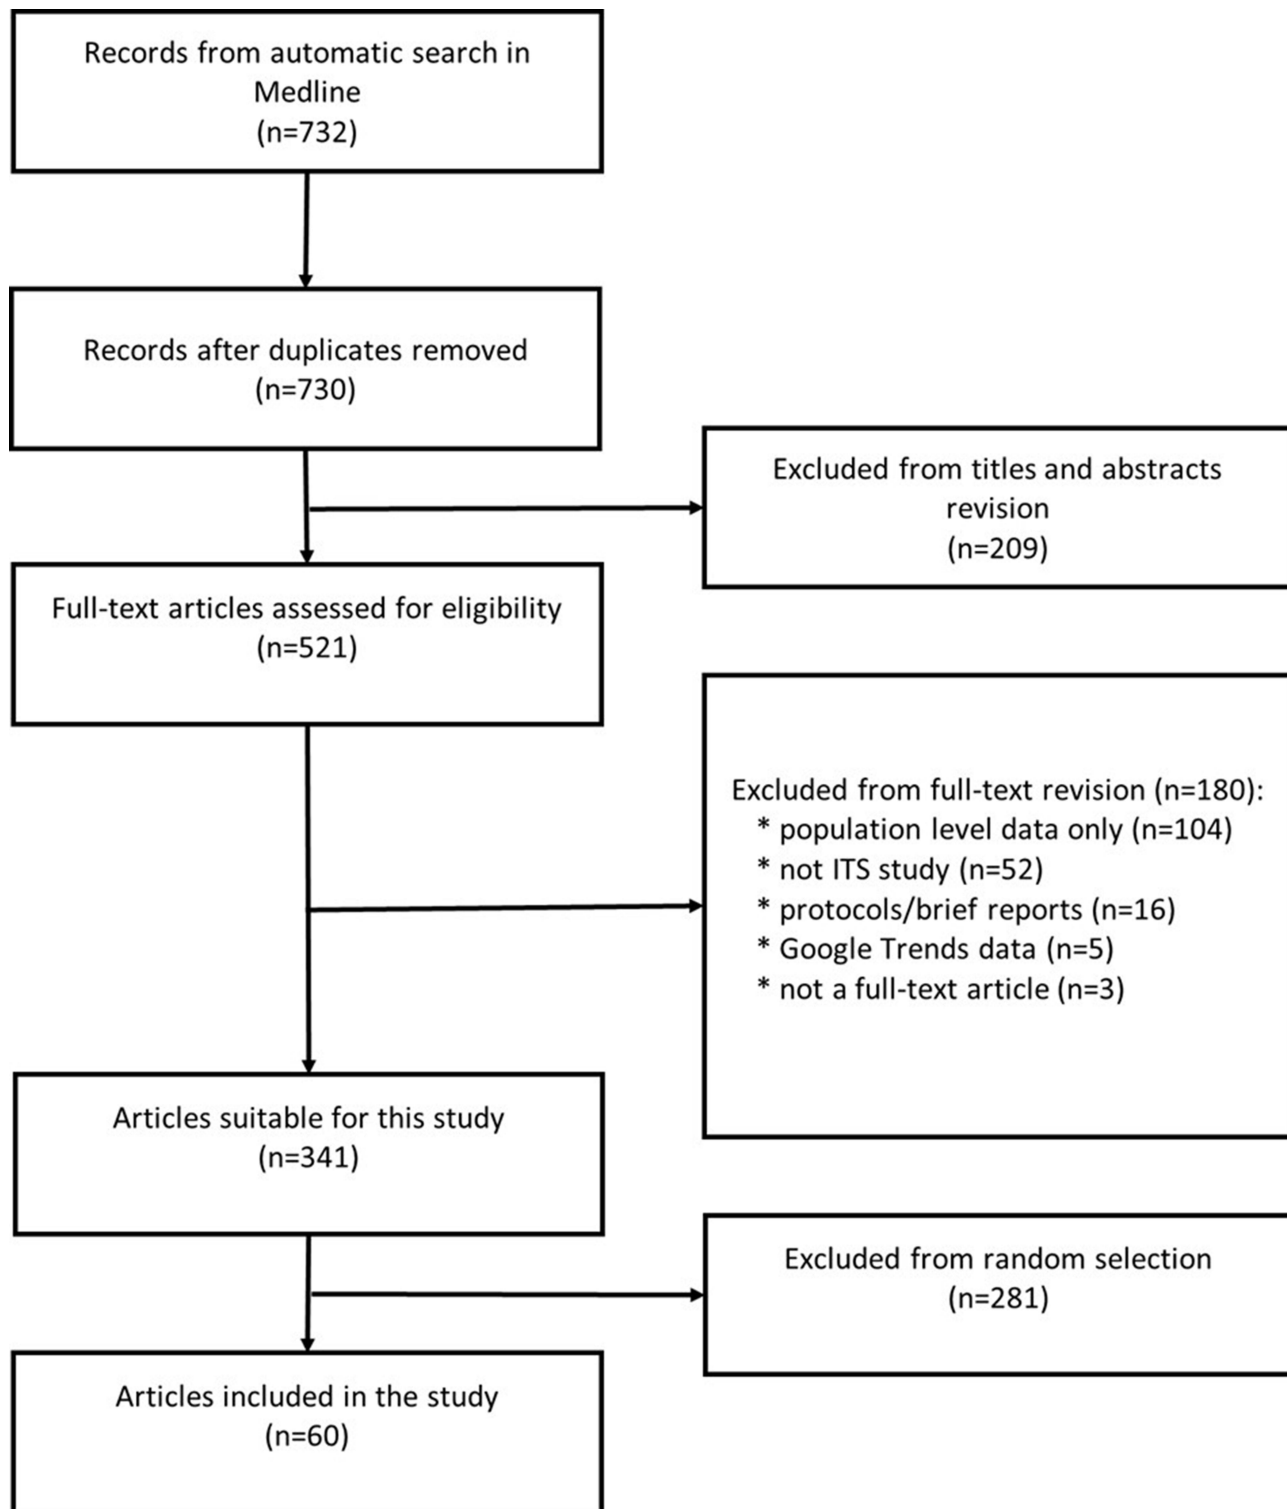 Records from automatic search in
Medline
(n=732)
Records after duplicates removed
(n=730)
Excluded from titles and abstracts
revision
(n=209)
Full-text articles assessed for eligibility
(n=521)
Excluded from full-text revision (n=180):
* population level data only (n=104)
* not ITS study (n=52)
* protocols/brief reports (n=16)
* Google Trends data (n=5)
* not a full-text article (n=3)
Articles suitable for this study
(n=341)
Excluded from random selection
(n=281)
Articles included in the study
(n=60)